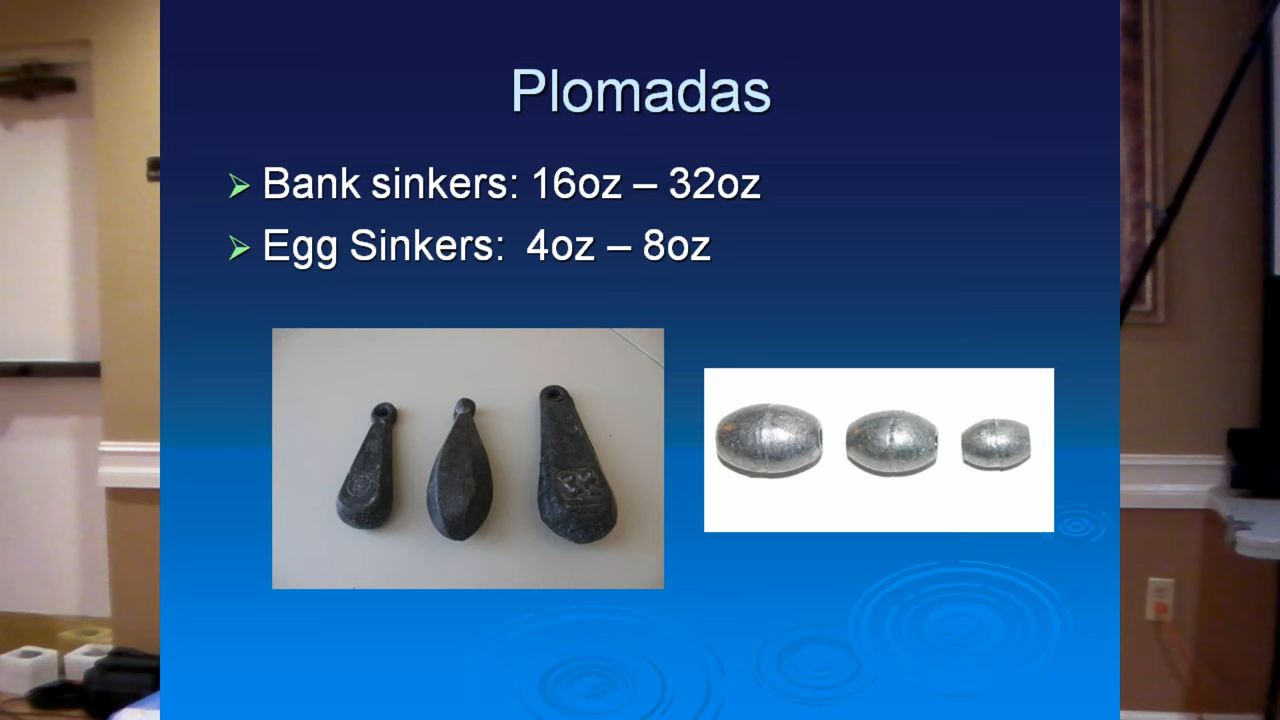 Plomadas
Bank sinkers: 16oz – 32oz
Egg Sinkers: 4oz – 8oz